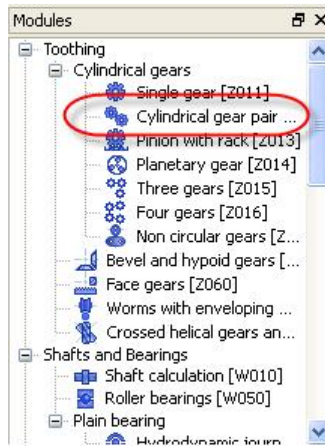 Modules
Toothing
Cylindrical gears
Single gear [Z011]
Cylindrical gear pair ...
Pinion with rack [Z013]
Planetary gear [Z014]
Three gears [Z015]
Four gears [Z016]
Non circular gears [Z...
Bevel and hypoid gears [...
Face gears [Z060]
Worms with enveloping ...
Crossed helical gears an...
Shafts and Bearings
Shaft calculation [W010]
Roller bearings [W050]
Plain bearing
Hydrodynamic journ...